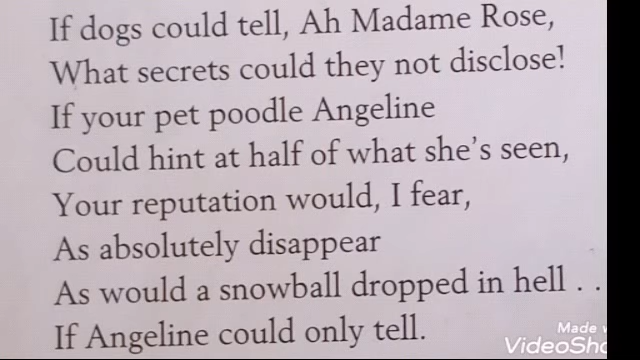 If dogs could tell, Ah Madame Rose,
What secrets could they not disclose!
If your pet poodle Angeline
Could hint at half of what she's seen,
Your reputation would, I fear,
As absolutely disappear
As would a snowball dropped in hell . .
If Angeline could only tell.
Made
VideoSho